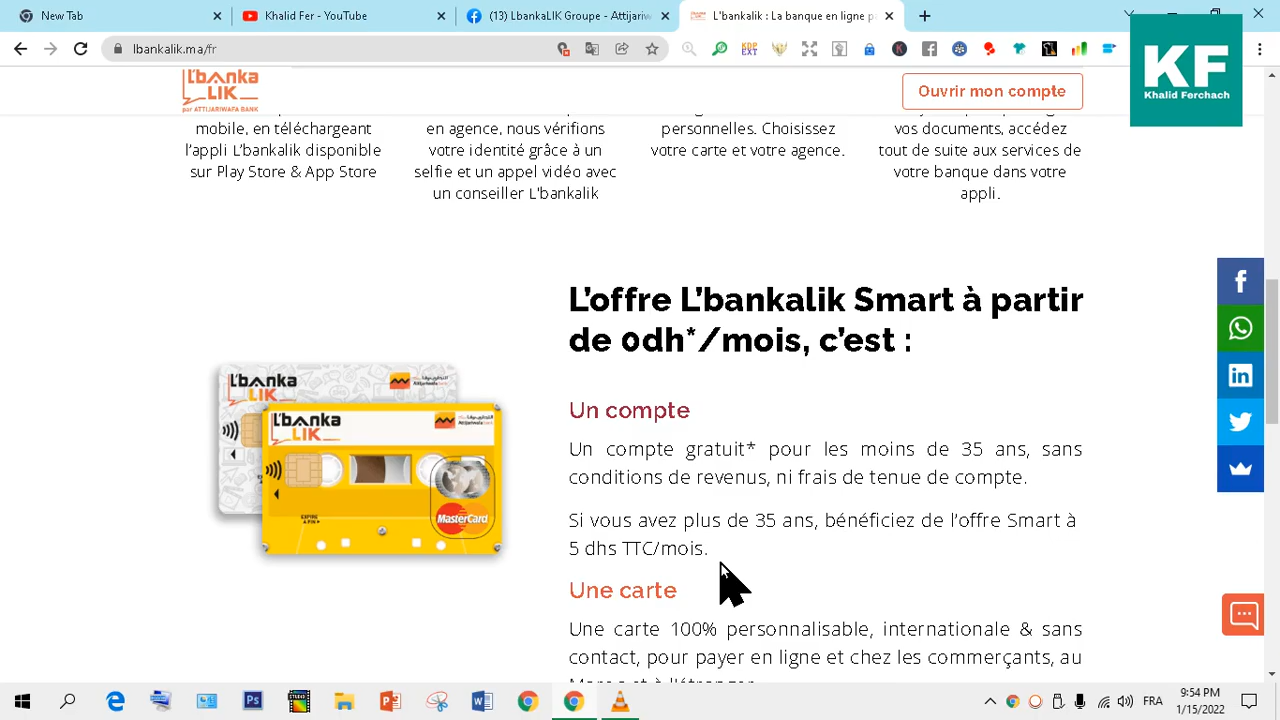 New Tab
Khalid Fer - YouTube
(13) LbankaLIK Groupe - Attijariw
L'bankalik : La banque en ligne p
lbankalik.ma/fr
KDP
EXT
K
KF
Khalid Ferchach
L'banka
LIK
par ATTIJARIWAFA BANK
Ouvrir mon compte
mobile, en téléchargeant
l'appli L'bankalik disponible
sur Play Store & App Store
en agence, nous vérifions
votre identité grâce à un
selfie et un appel vidéo avec
un conseiller L'bankalik
personnelles. Choisissez
votre carte et votre agence.
vos documents, accédez
tout de suite aux services de
votre banque dans votre
appli.
L'offre L'bankalik Smart à partir
de 0dh*/mois, c'est :
L'banka
LIK
Attijariwafa
L'banka
LIK
Attijariwafa
MasterCard
Un compte
Un compte gratuit* pour les moins de 35 ans, sans
conditions de revenus, ni frais de tenue de compte.
Si vous avez plus de 35 ans, bénéficiez de l'offre Smart à
5 dhs TTC/mois.
Une carte
Une carte 100% personnalisable, internationale & sans
contact, pour payer en ligne et chez les commerçants, au
FRA
9:54 PM
1/15/2022